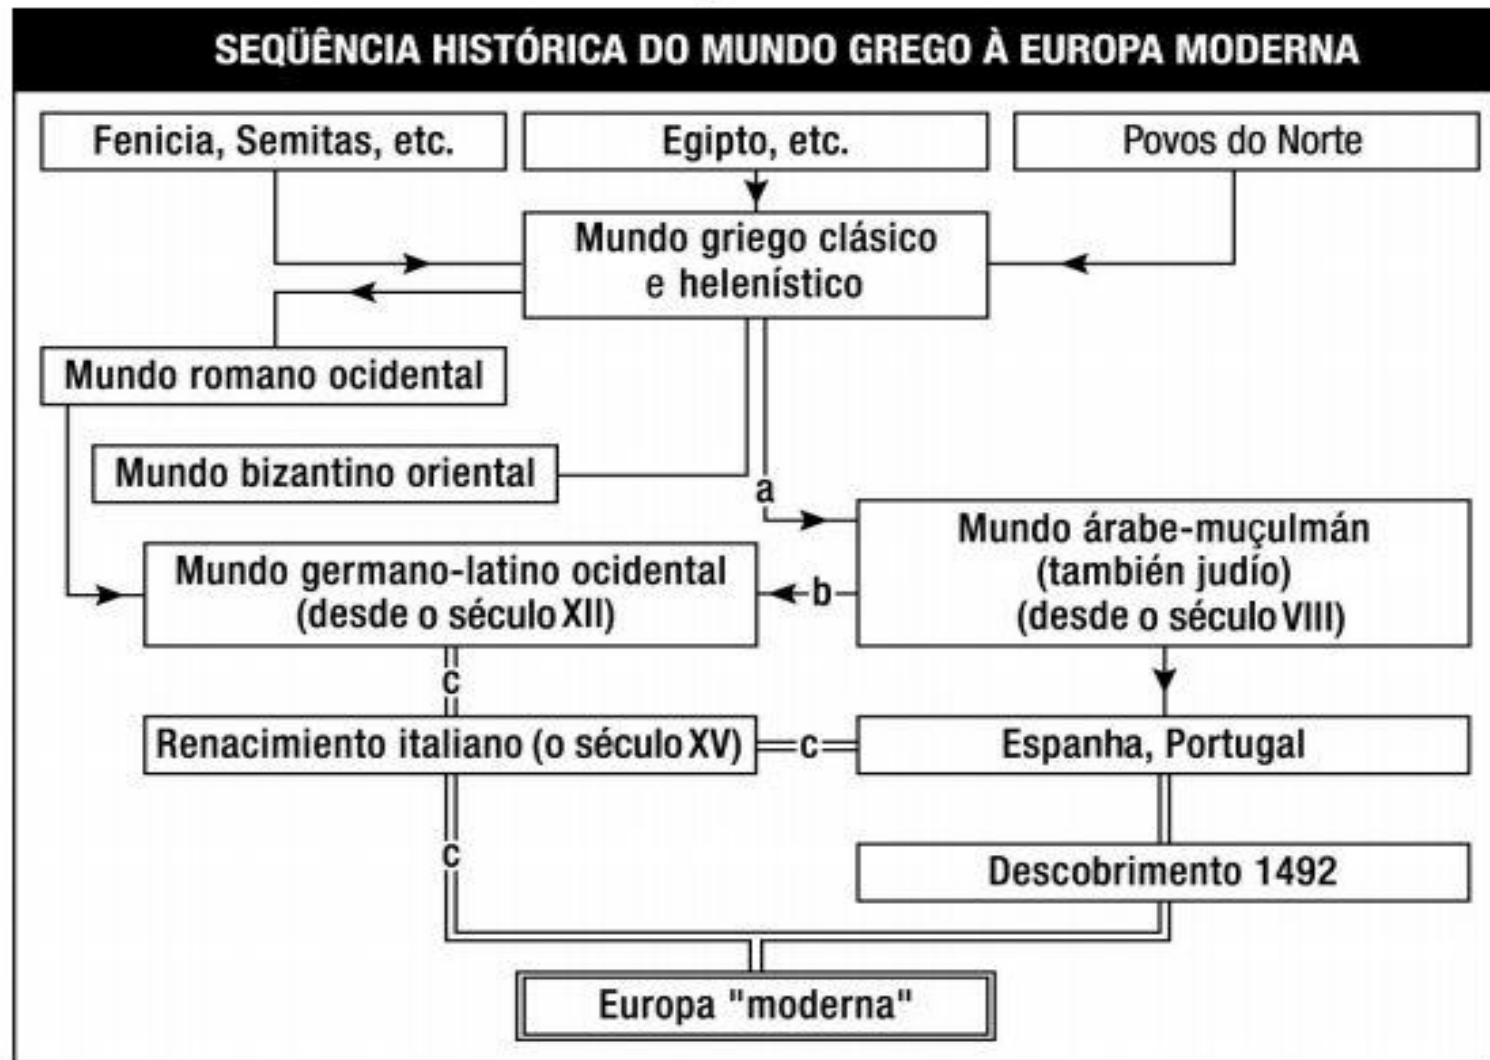 SEQÜÊNCIA HISTÓRICA DO MUNDO GREGO À EUROPA MODERNA
Fenicia, Semitas, etc.
Egipto, etc.
Povos do Norte
Mundo griego clásico
e helenístico
Mundo romano ocidental
Mundo bizantino oriental
a
Mundo árabe-muçulmán
(también judío)
(desde o século VIII)
Mundo germano-latino ocidental
(desde o século XII)
b
c
Renacimiento italiano (o século XV)
c
Espanha, Portugal
c
Descobrimento 1492
Europa "moderna"